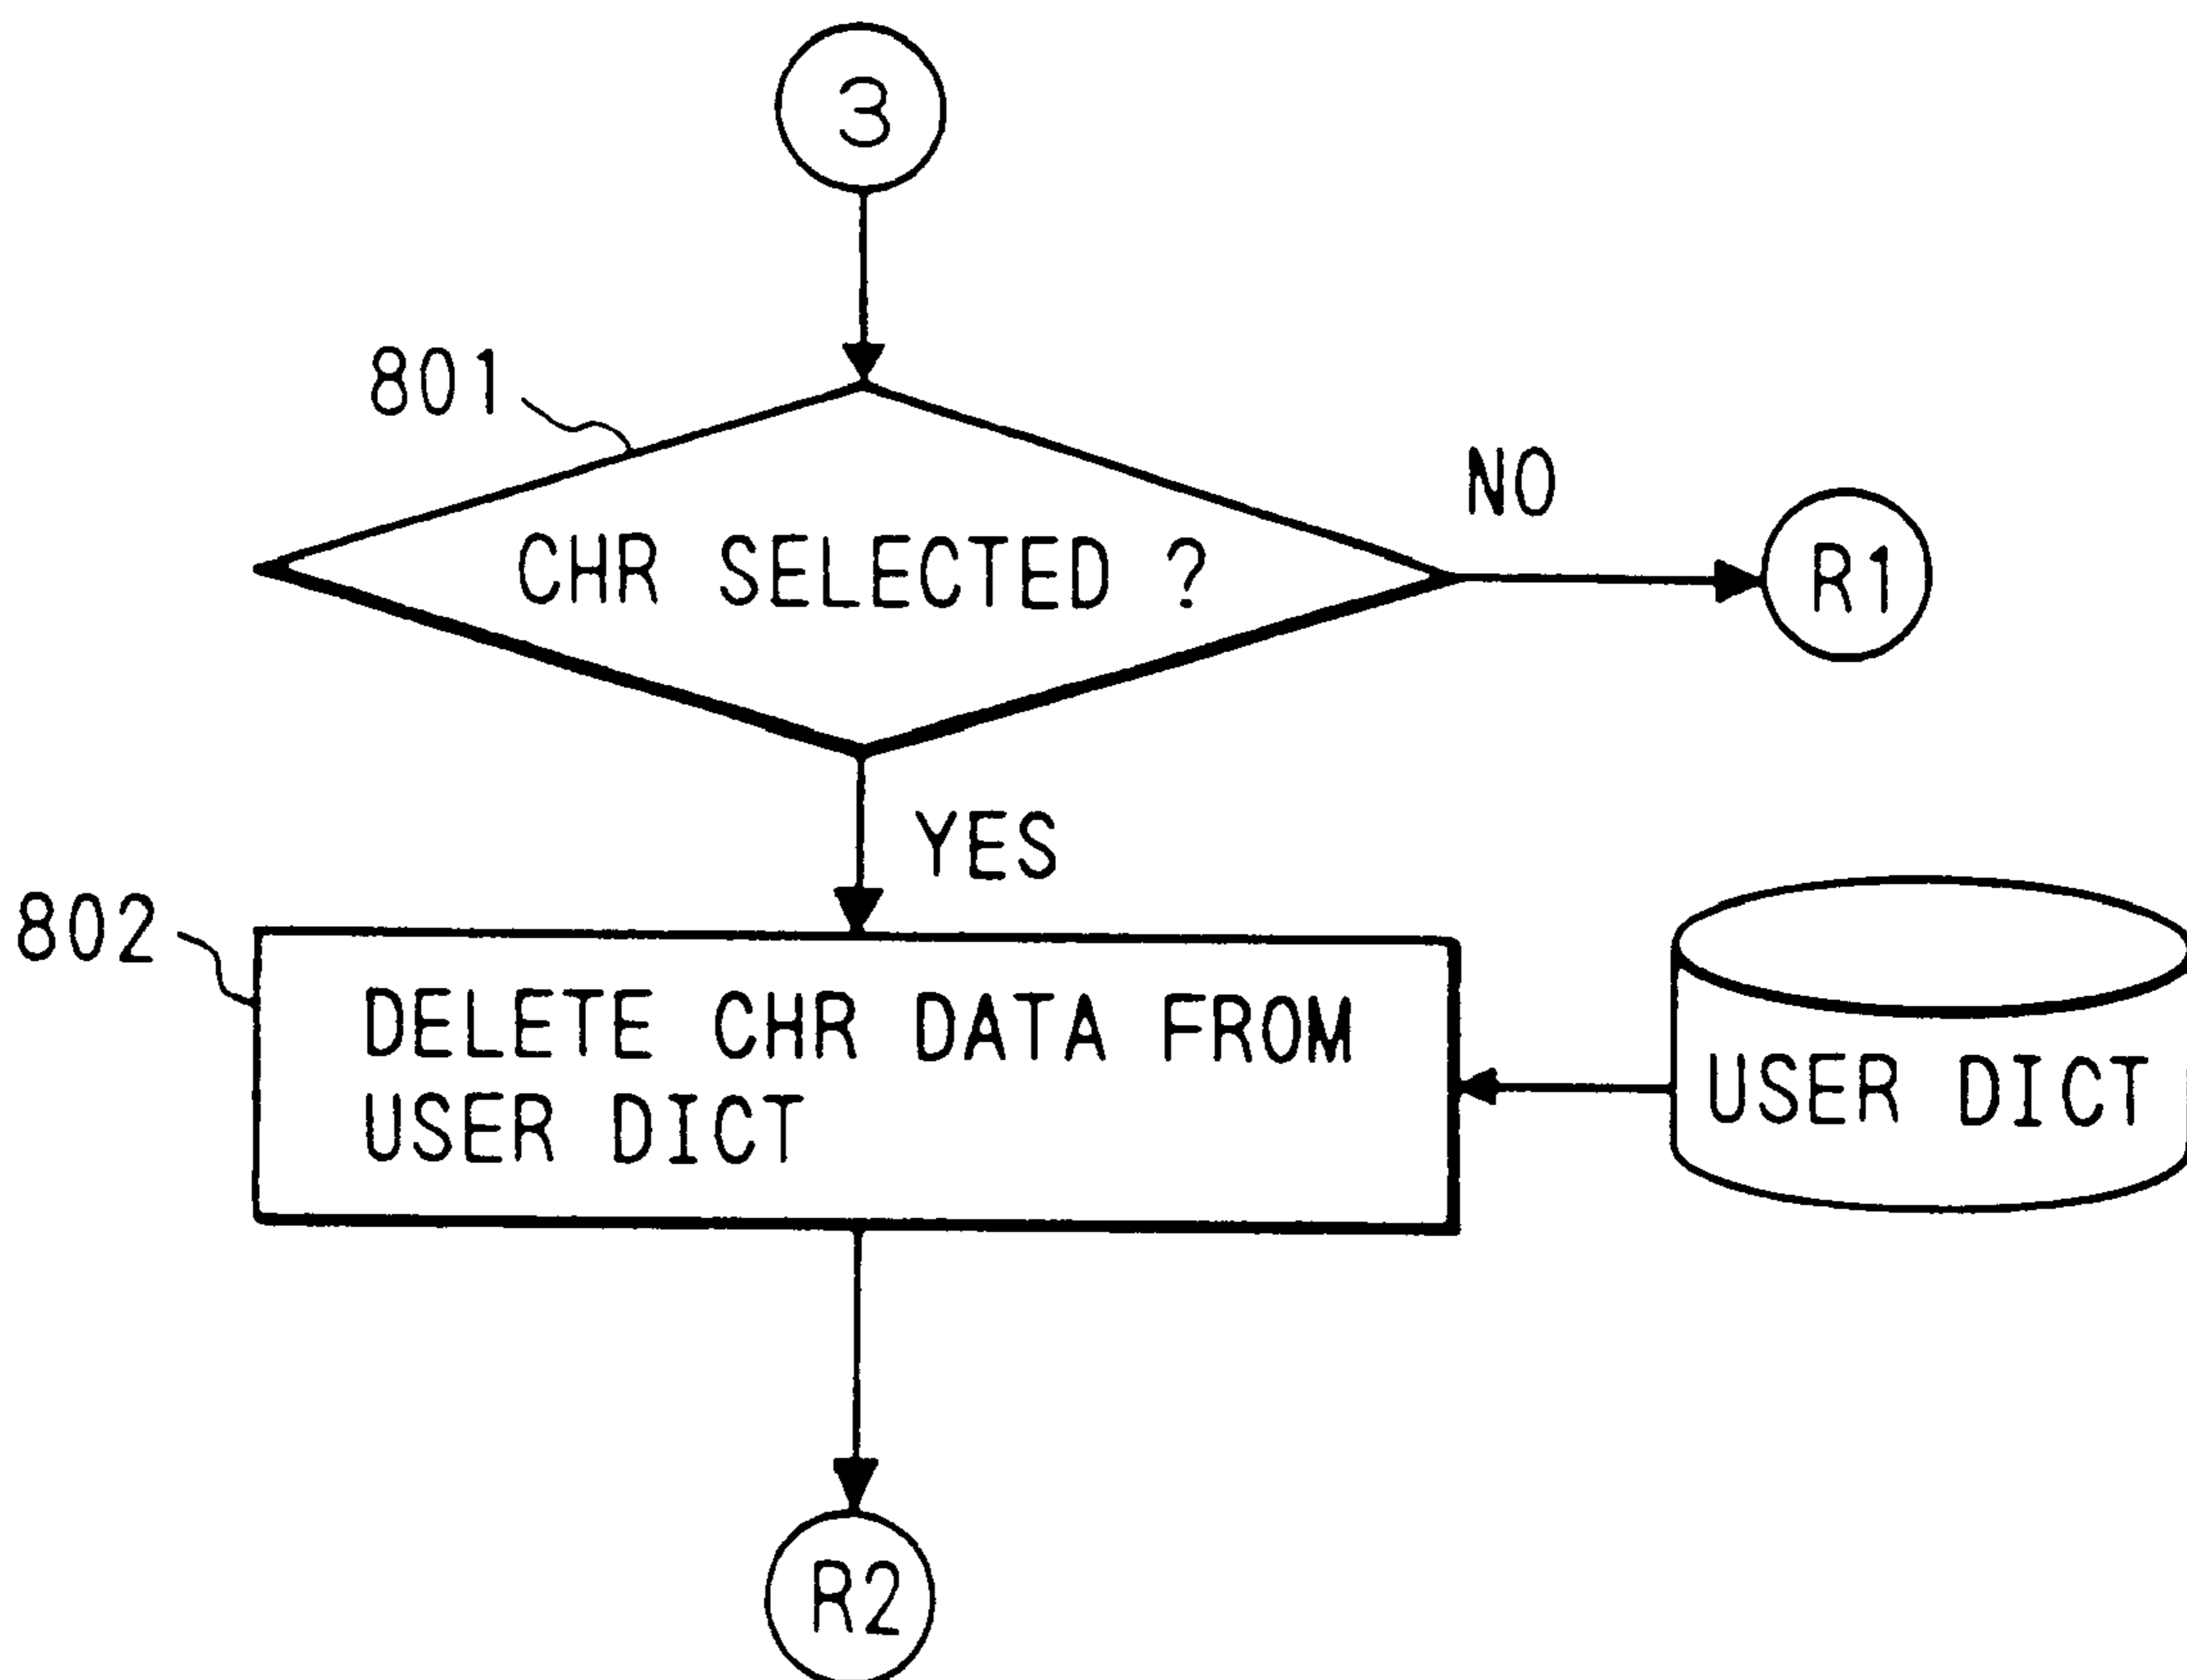 3
801
CHR SELECTED ?
NO
R1
YES
802
DELETE CHR DATA FROM
USER DICT
USER DICT
R2